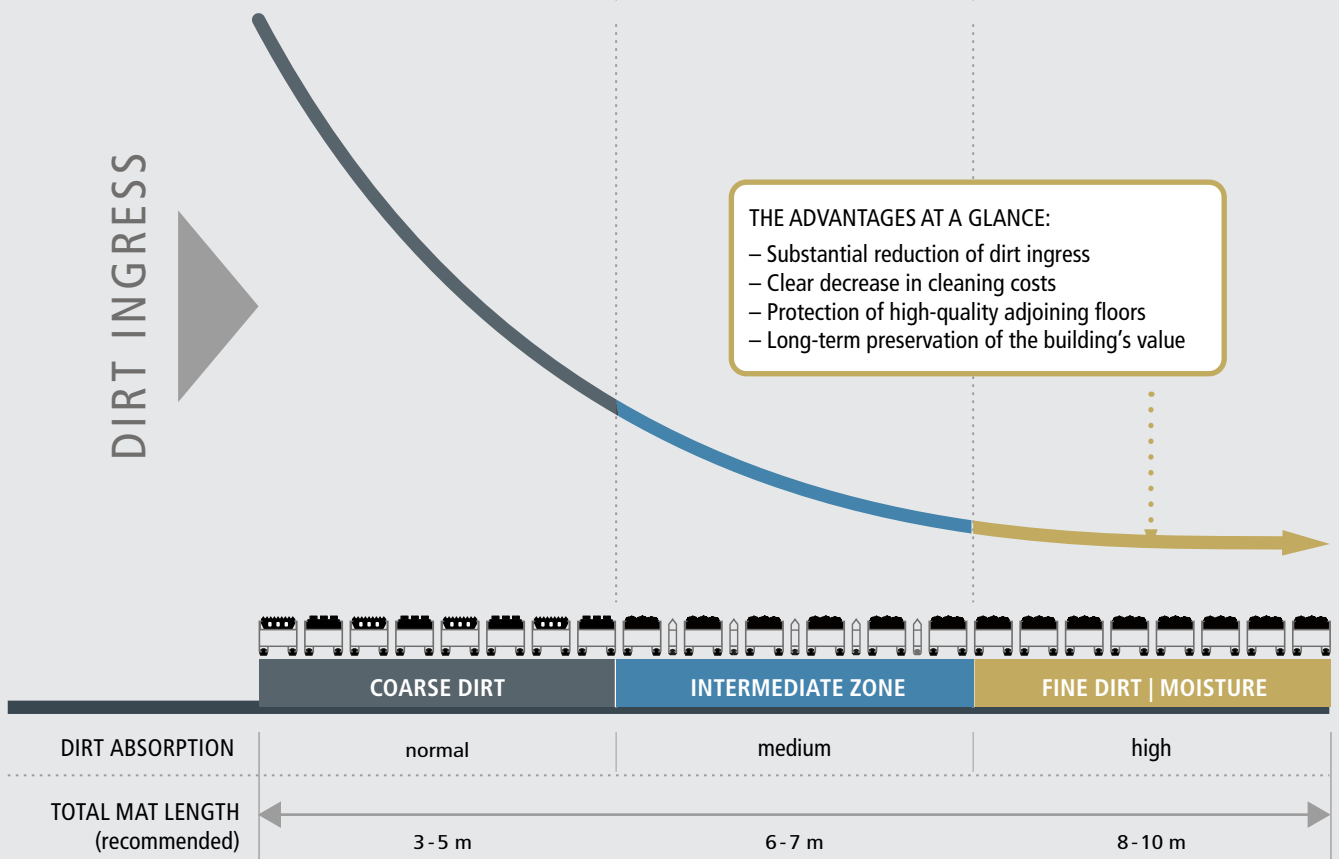 DIRT INGRESS
THE ADVANTAGES AT A GLANCE:
– Substantial reduction of dirt ingress
– Clear decrease in cleaning costs
– Protection of high-quality adjoining floors
– Long-term preservation of the building’s value
COARSE DIRT
INTERMEDIATE ZONE
FINE DIRT | MOISTURE
DIRT ABSORPTION
normal
medium
high
TOTAL MAT LENGTH
(recommended)
3-5 m
6-7 m
8-10 m